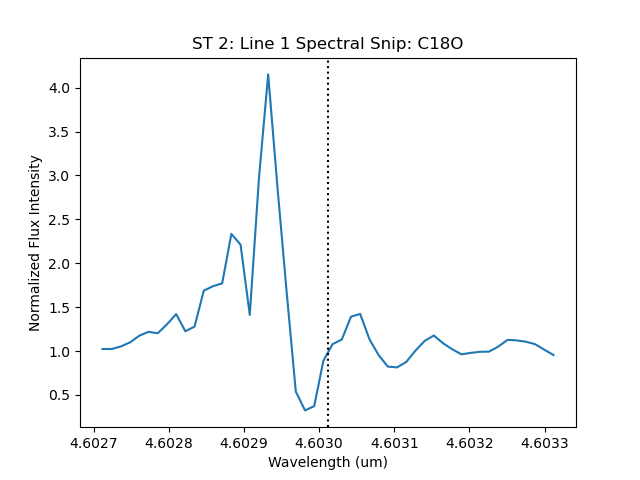 ST 2: Line 1 Spectral Snip: C18O
Normalized Flux Intensity
4.0
3.5
3.0
2.5
2.0
1.5
1.0
0.5
4.6027 4.6028 4.6029 4.6030 4.6031 4.6032 4.6033
Wavelength (um)